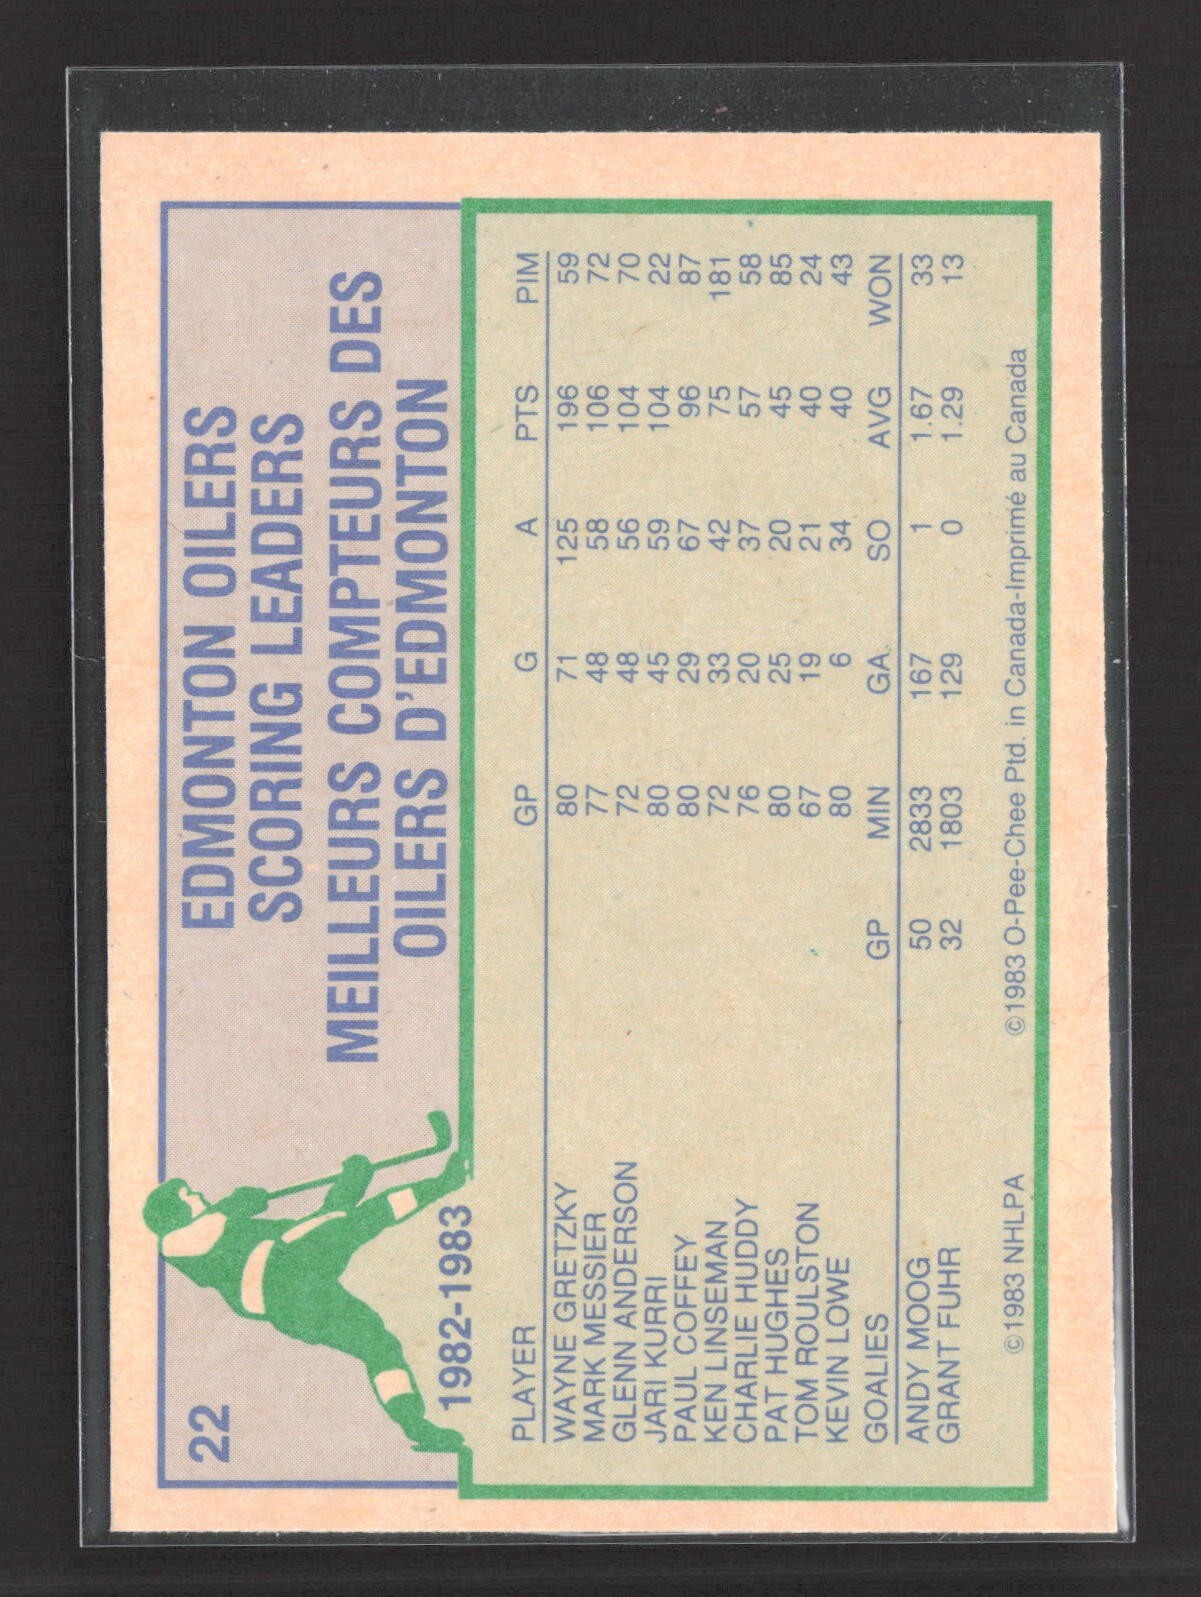 22
EDMONTON OILERS
SCORING LEADERS
MEILLEURS COMPTEURS DES
OILERS D'EDMONTON
1982-1983
PLAYER GP G A PTS PIM
WAYNE GRETZKY 80 71 125 196 59
MARK MESSIER 77 48 58 106 72
GLENN ANDERSON 72 48 56 104 70
JARI KURRI 80 45 59 104 22
PAUL COFFEY 80 29 67 96 87
KEN LINSEMAN 72 33 42 75 181
CHARLIE HUDDY 76 20 37 57 58
PAT HUGHES 80 25 20 45 85
TOM ROULSTON 67 19 21 40 24
KEVIN LOWE 80 6 34 40 43
GOALIES GP MIN GA SO AVG WON
ANDY MOOG 50 2833 167 1 1.67 33
GRANT FUHR 32 1803 129 0 1.29 13
©1983 NHLPA ©1983 O-Pee-Chee Ptd. in Canada-Imprimé au Canada